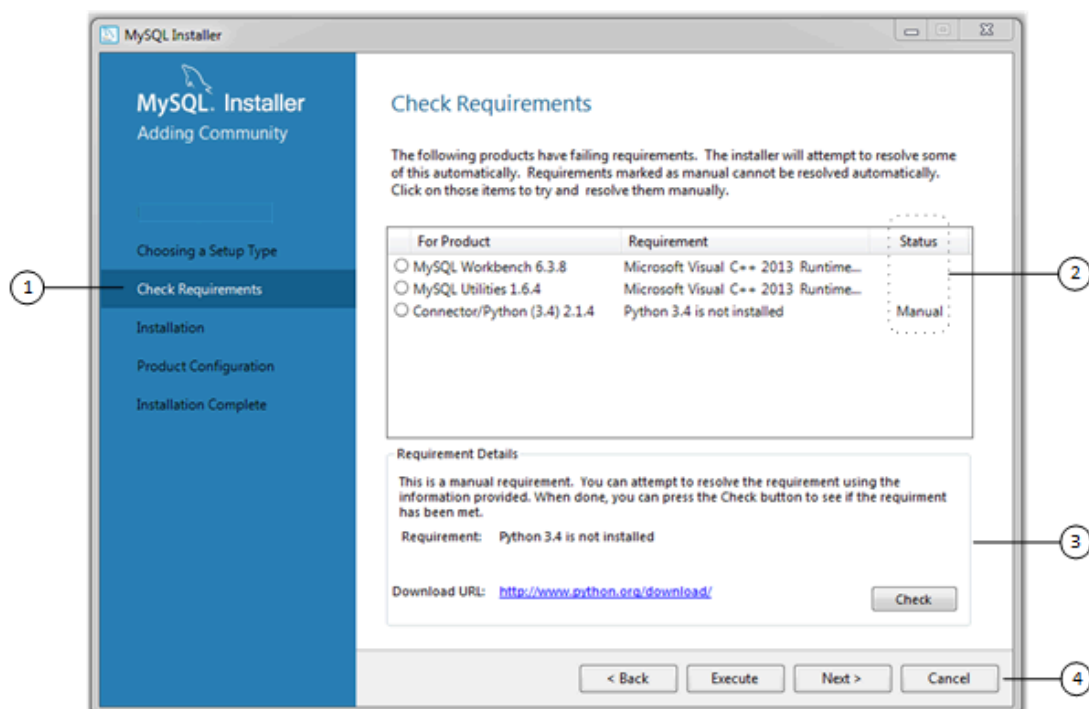 MySQL Installer
MySQL. Installer
Adding Community
Choosing a Setup Type
Check Requirements
Installation
Product Configuration
Installation Complete
Check Requirements
The following products have failing requirements. The installer will attempt to resolve some
of this automatically. Requirements marked as manual cannot be resolved automatically.
Click on those items to try and resolve them manually.
For Product Requirement Status
MySQL Workbench 6.3.8 Microsoft Visual C++ 2013 Runtime...
MySQL Utilities 1.6.4 Microsoft Visual C++ 2013 Runtime...
Connector/Python (3.4) 2.1.4 Python 3.4 is not installed Manual
Requirement Details
This is a manual requirement. You can attempt to resolve the requirement using the
information provided. When done, you can press the Check button to see if the requirment
has been met.
Requirement: Python 3.4 is not installed
Download URL: http://www.python.org/download/
Check
< Back Execute Next > Cancel
1
2
3
4